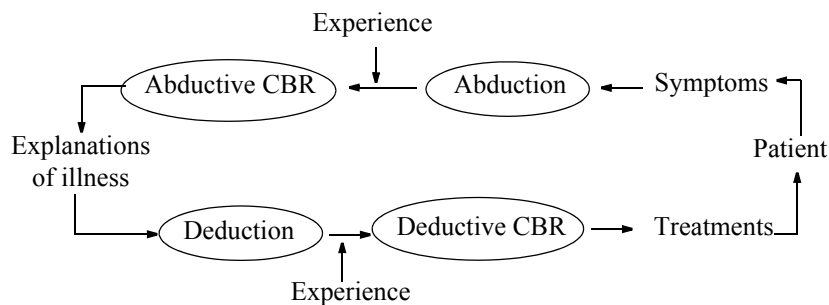 Experience
Abductive CBR
Abduction
Symptoms
Explanations
of illness
Patient
Deduction
Deductive CBR
Treatments
Experience